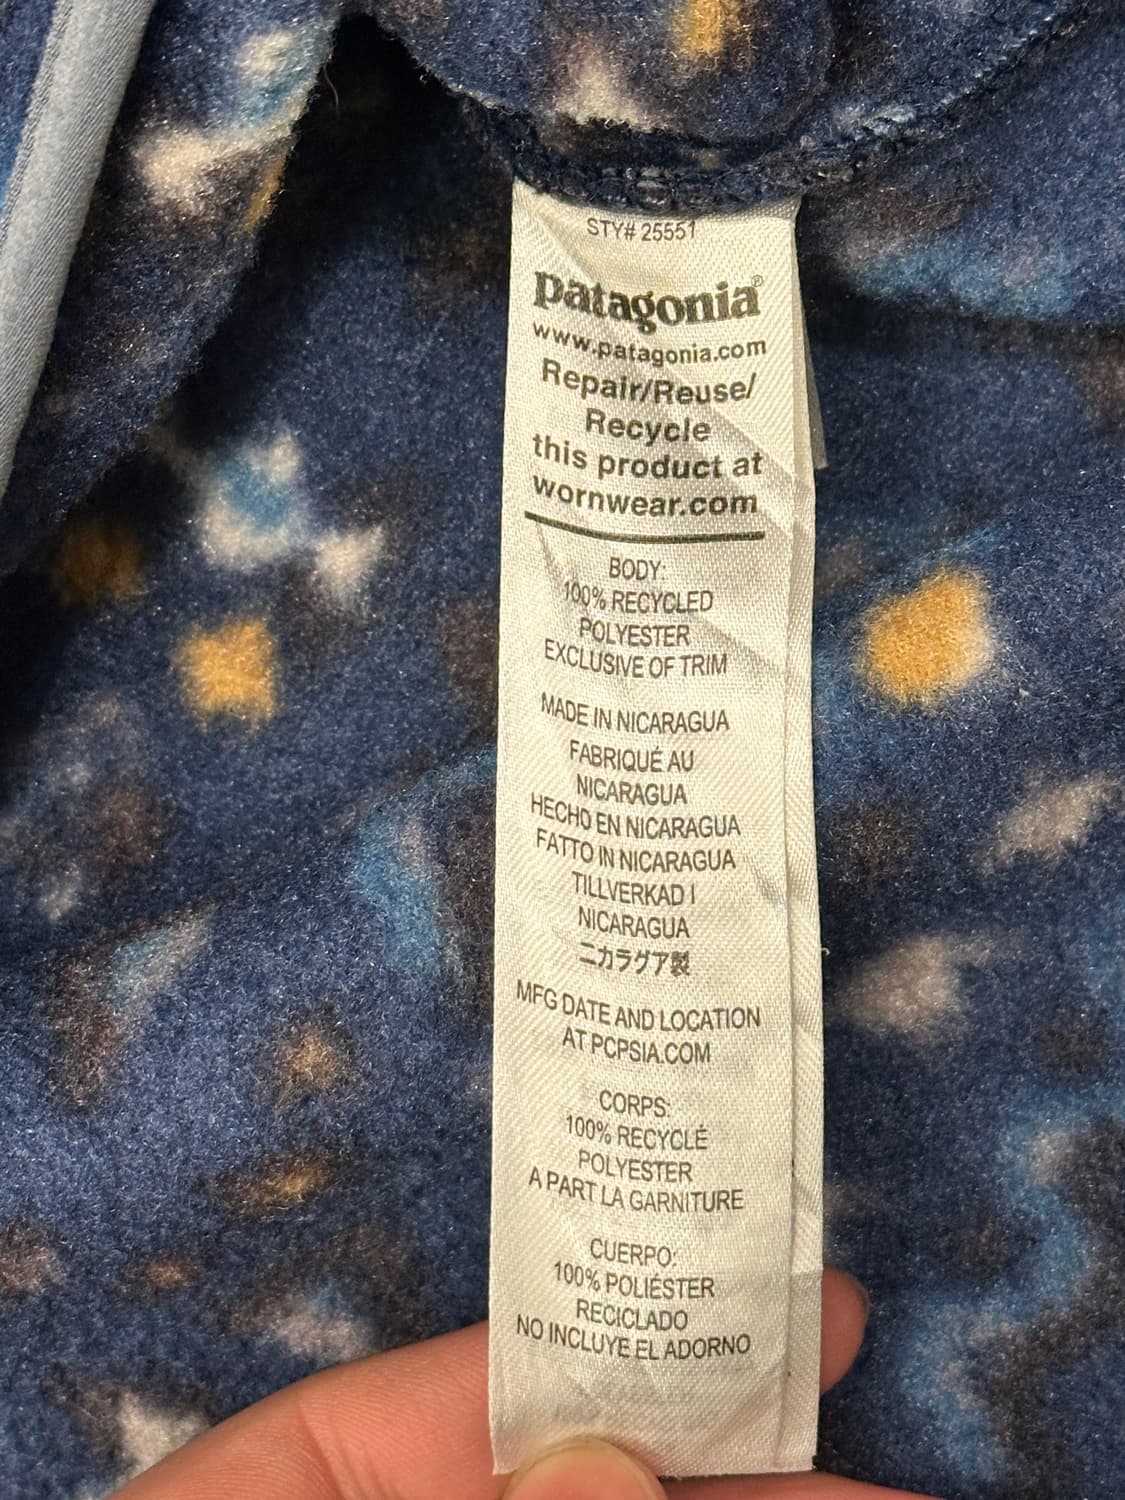 STY# 25551
patagonia®
www.patagonia.com
Repair/Reuse/
Recycle
this product at
wornwear.com
BODY:
100% RECYCLED
POLYESTER
EXCLUSIVE OF TRIM
MADE IN NICARAGUA
FABRIQUÉ AU
NICARAGUA
HECHO EN NICARAGUA
FATTO IN NICARAGUA
TILLVERKAD I
NICARAGUA
ニカラグア製
MFG DATE AND LOCATION
AT PCPSIA.COM
CORPS:
100% RECYCLÉ
POLYESTER
A PART LA GARNITURE
CUERPO:
100% POLIÉSTER
RECICLADO
NO INCLUYE EL ADORNO